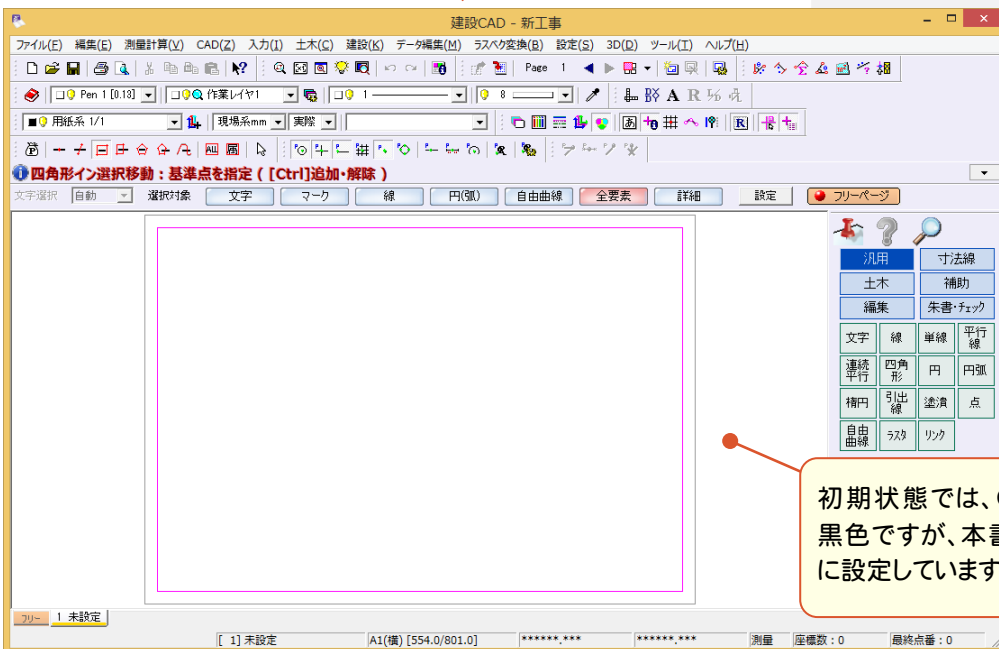 建設CAD - 新工事
ファイル(F) 編集(E) 測量計算(V) CAD(Z) 入力(I) 土木(C) 建設(K) データ編集(M) ラスベク変換(B) 設定(S) 3D(D) ツール(T) ヘルプ(H)
Page 1
Pen 1 [0.13] 作業レイヤ1 1 8
用紙系 1/1 現場系mm 実際
四角形イン選択移動：基準点を指定 ( [Ctrl]追加・解除 )
文字選択 自動 選択対象 文字 マーク 線 円(弧) 自由曲線 全要素 詳細 設定 フリーページ
汎用 寸法線
土木 補助
編集 朱書・チェック
文字 線 単線 平行線
連続平行 四角形 円 円弧
楕円 引出線 塗潰 点
自由曲線 ラスタ リンク
初期状態では、
黒色ですが、本書
に設定しています
フリー 1 未設定
[ 1] 未設定 A1(横) [554.0/801.0] ******.*** ******.*** 測量 座標数：0 最終点番：0